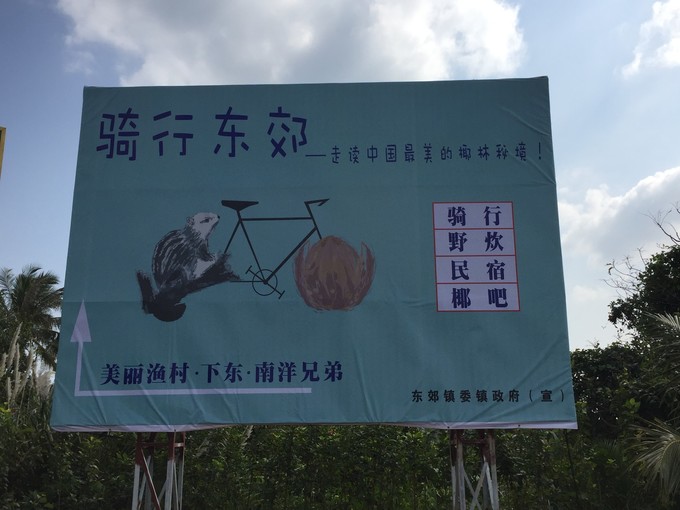 骑行东郊
——走读中国最美的椰林秘境！
骑行
野炊
民宿
椰吧
美丽渔村·下东·南洋兄弟
东郊镇委镇政府（宣）